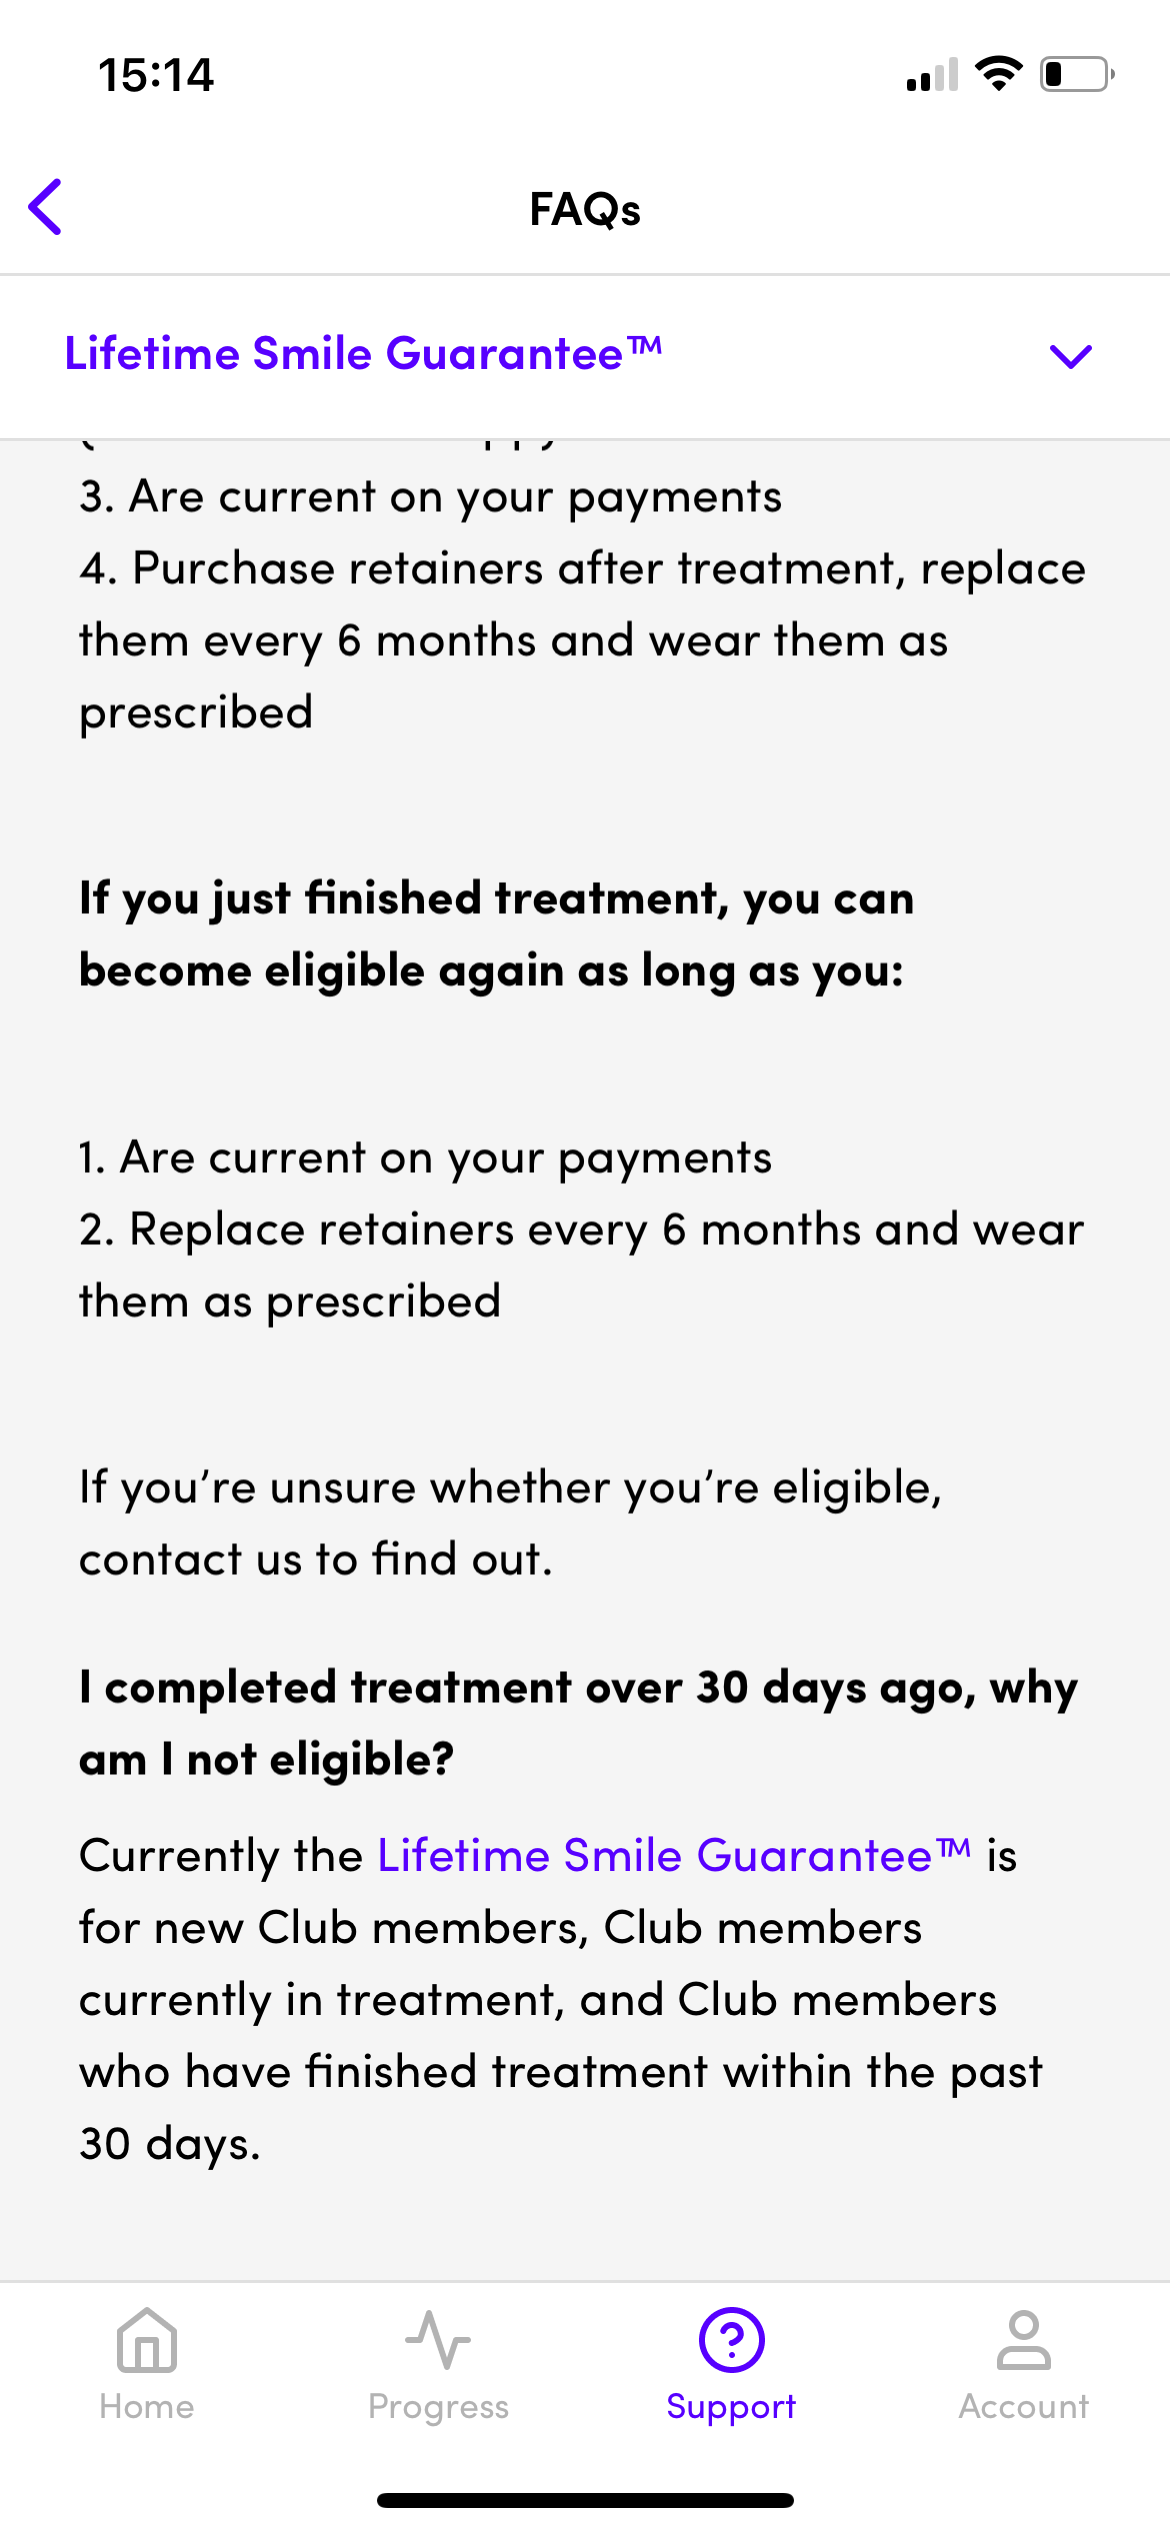 15:14
FAQs
Lifetime Smile Guarantee™
3. Are current on your payments
4. Purchase retainers after treatment, replace
them every 6 months and wear them as
prescribed
If you just finished treatment, you can
become eligible again as long as you:
1. Are current on your payments
2. Replace retainers every 6 months and wear
them as prescribed
If you’re unsure whether you’re eligible,
contact us to find out.
I completed treatment over 30 days ago, why
am I not eligible?
Currently the Lifetime Smile Guarantee™ is
for new Club members, Club members
currently in treatment, and Club members
who have finished treatment within the past
30 days.
Home
Progress
Support
Account